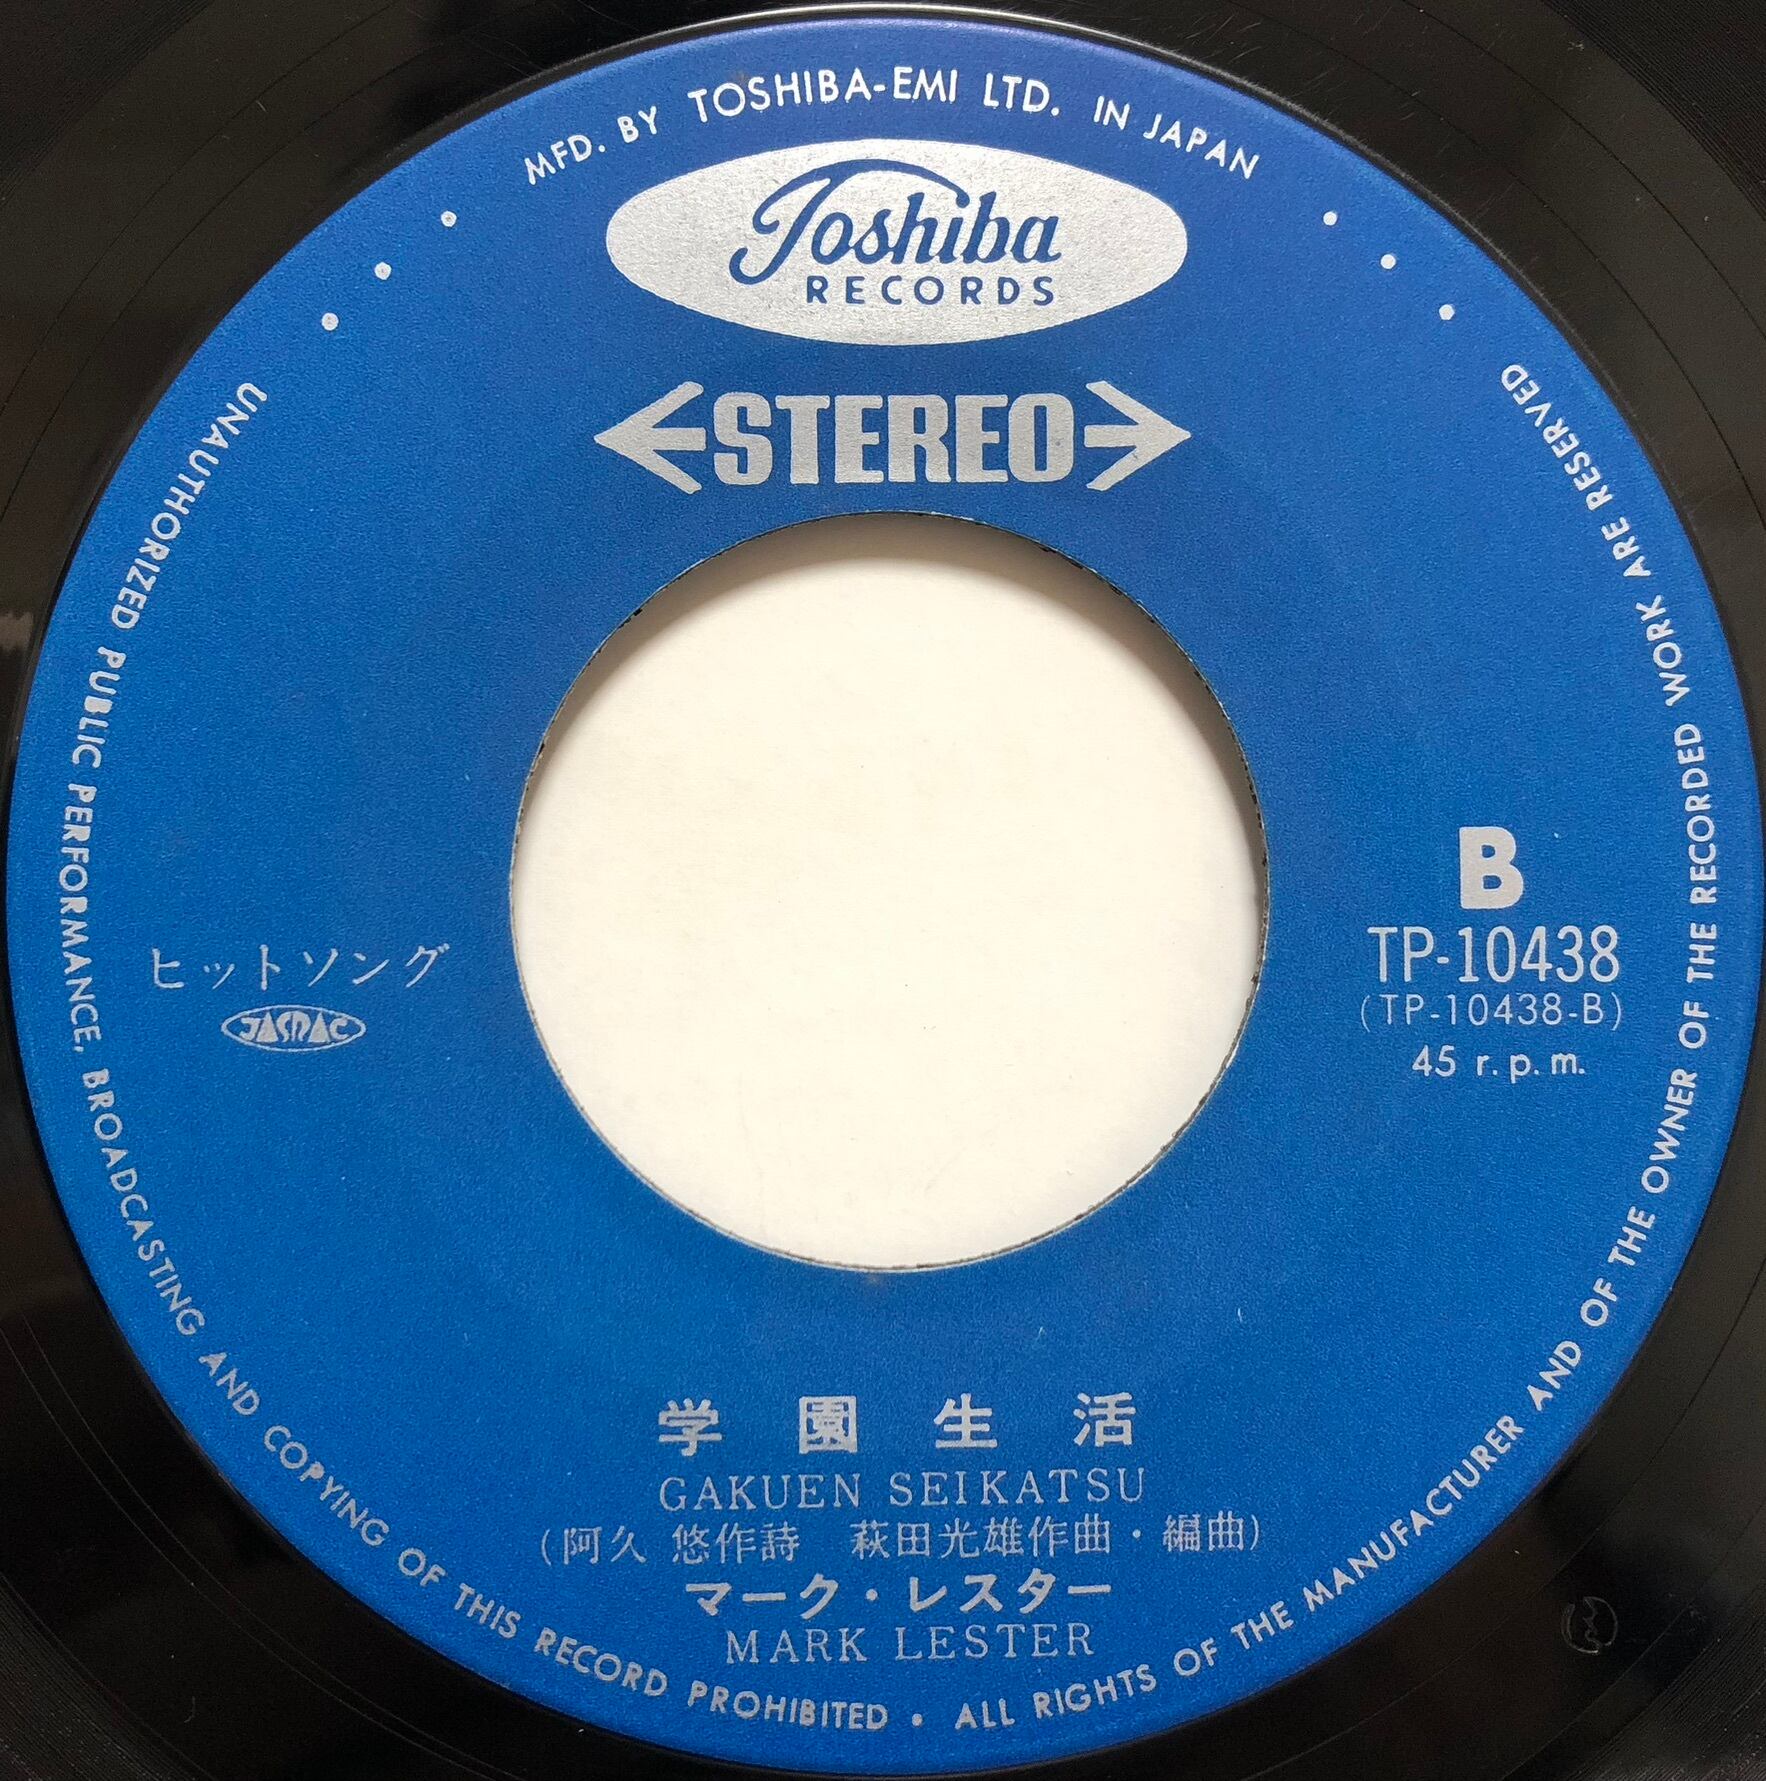 MFD. BY TOSHIBA-EMI LTD. IN JAPAN
Toshiba
RECORDS
STEREO
B
TP-10438
(TP-10438-B)
45 r.p.m.
ヒットソング
JASRAC
学園生活
GAKUEN SEIKATSU
(阿久 悠作詩 萩田光雄作曲・編曲)
マーク・レスター
MARK LESTER
UNAUTHORIZED PUBLIC PERFORMANCE, BROADCASTING AND COPYING OF THIS RECORD PROHIBITED • ALL RIGHTS OF THE MANUFACTURER AND OF THE OWNER OF THE RECORDED WORK ARE RESERVED